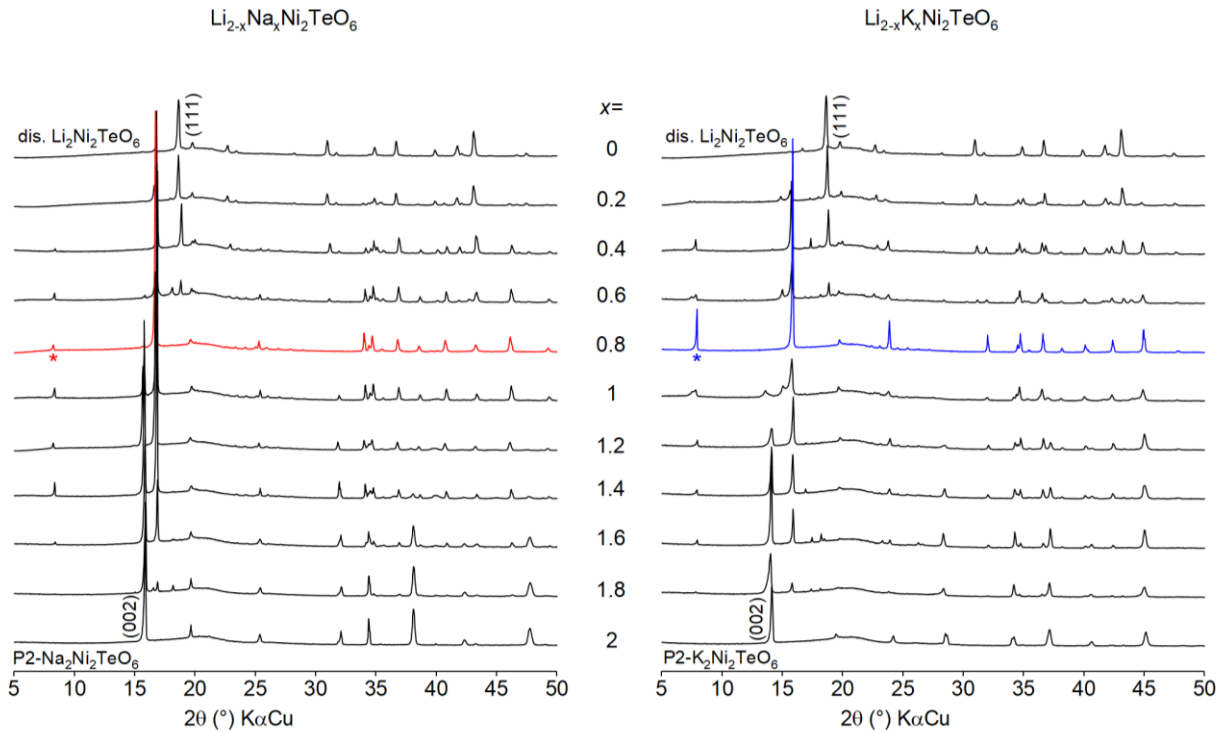 Li₂₋ₓNaₓNi₂TeO₆
Li₂₋ₓKₓNi₂TeO₆
dis. Li₂Ni₂TeO₆
(111)
x=
0
0.2
0.4
0.6
0.8
1
1.2
1.4
1.6
1.8
2
*
(002)
P2-Na₂Ni₂TeO₆
5 10 15 20 25 30 35 40 45 50
2θ (°) KαCu
dis. Li₂Ni₂TeO₆
(111)
*
(002)
P2-K₂Ni₂TeO₆
5 10 15 20 25 30 35 40 45 50
2θ (°) KαCu